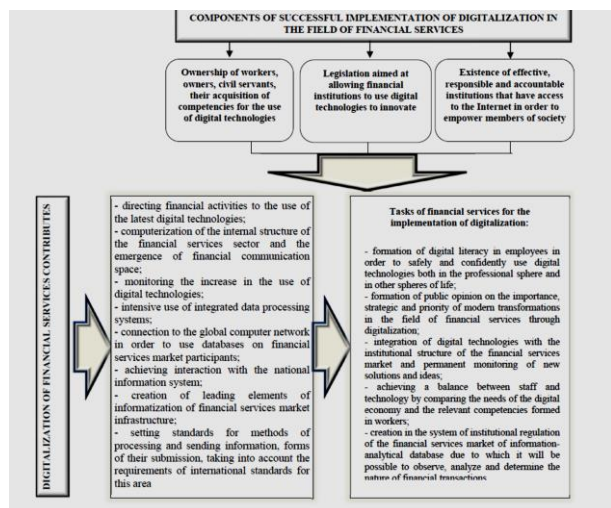 COMPONENTS OF SUCCESSFUL IMPLEMENTATION OF DIGITALIZATION IN
THE FIELD OF FINANCIAL SERVICES
Ownership of workers,
owners, civil servants,
their acquisition of
competencies for the use
of digital technologies
Legislation aimed at
allowing financial
institutions to use digital
technologies to innovate
Existence of effective,
responsible and accountable
institutions that have access
to the Internet in order to
empower members of society
DIGITALIZATION OF FINANCIAL SERVICES CONTRIBUTES
- directing financial activities to the use
of the latest digital technologies;
- computerization of the internal structure
of the financial services sector and the
emergence of financial communication
space;
- monitoring the increase in the use of
digital technologies;
- intensive use of integrated data processing
systems;
- connection to the global computer network
in order to use databases on financial
services market participants;
- achieving interaction with the national
information system;
- creation of leading elements of
informatization of financial services market
infrastructure;
- setting standards for methods of
processing and sending information, forms
of their submission, taking into account the
requirements of international standards for
this area
Tasks of financial services for the
implementation of digitalization:
- formation of digital literacy in employees in
order to safely and confidently use digital
technologies both in the professional sphere and
in other spheres of life;
- formation of public opinion on the importance,
strategic and priority of modern transformations
in the field of financial services through
digitalization;
- integration of digital technologies with the
institutional structure of the financial services
market and permanent monitoring of new
solutions and ideas;
- achieving a balance between staff and
technology by comparing the needs of the digital
economy and the relevant competencies formed
in workers;
- creation in the system of institutional regulation
of the financial services market of information-
analytical database due to which it will be
possible to observe, analyze and determine the
nature of financial transactions